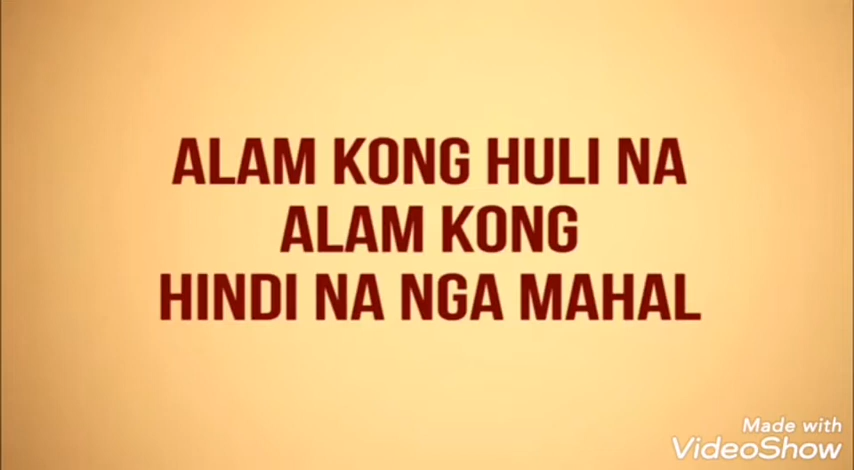 ALAM KONG HULI NA
ALAM KONG
HINDI NA NGA MAHAL
Made with
VideoShow